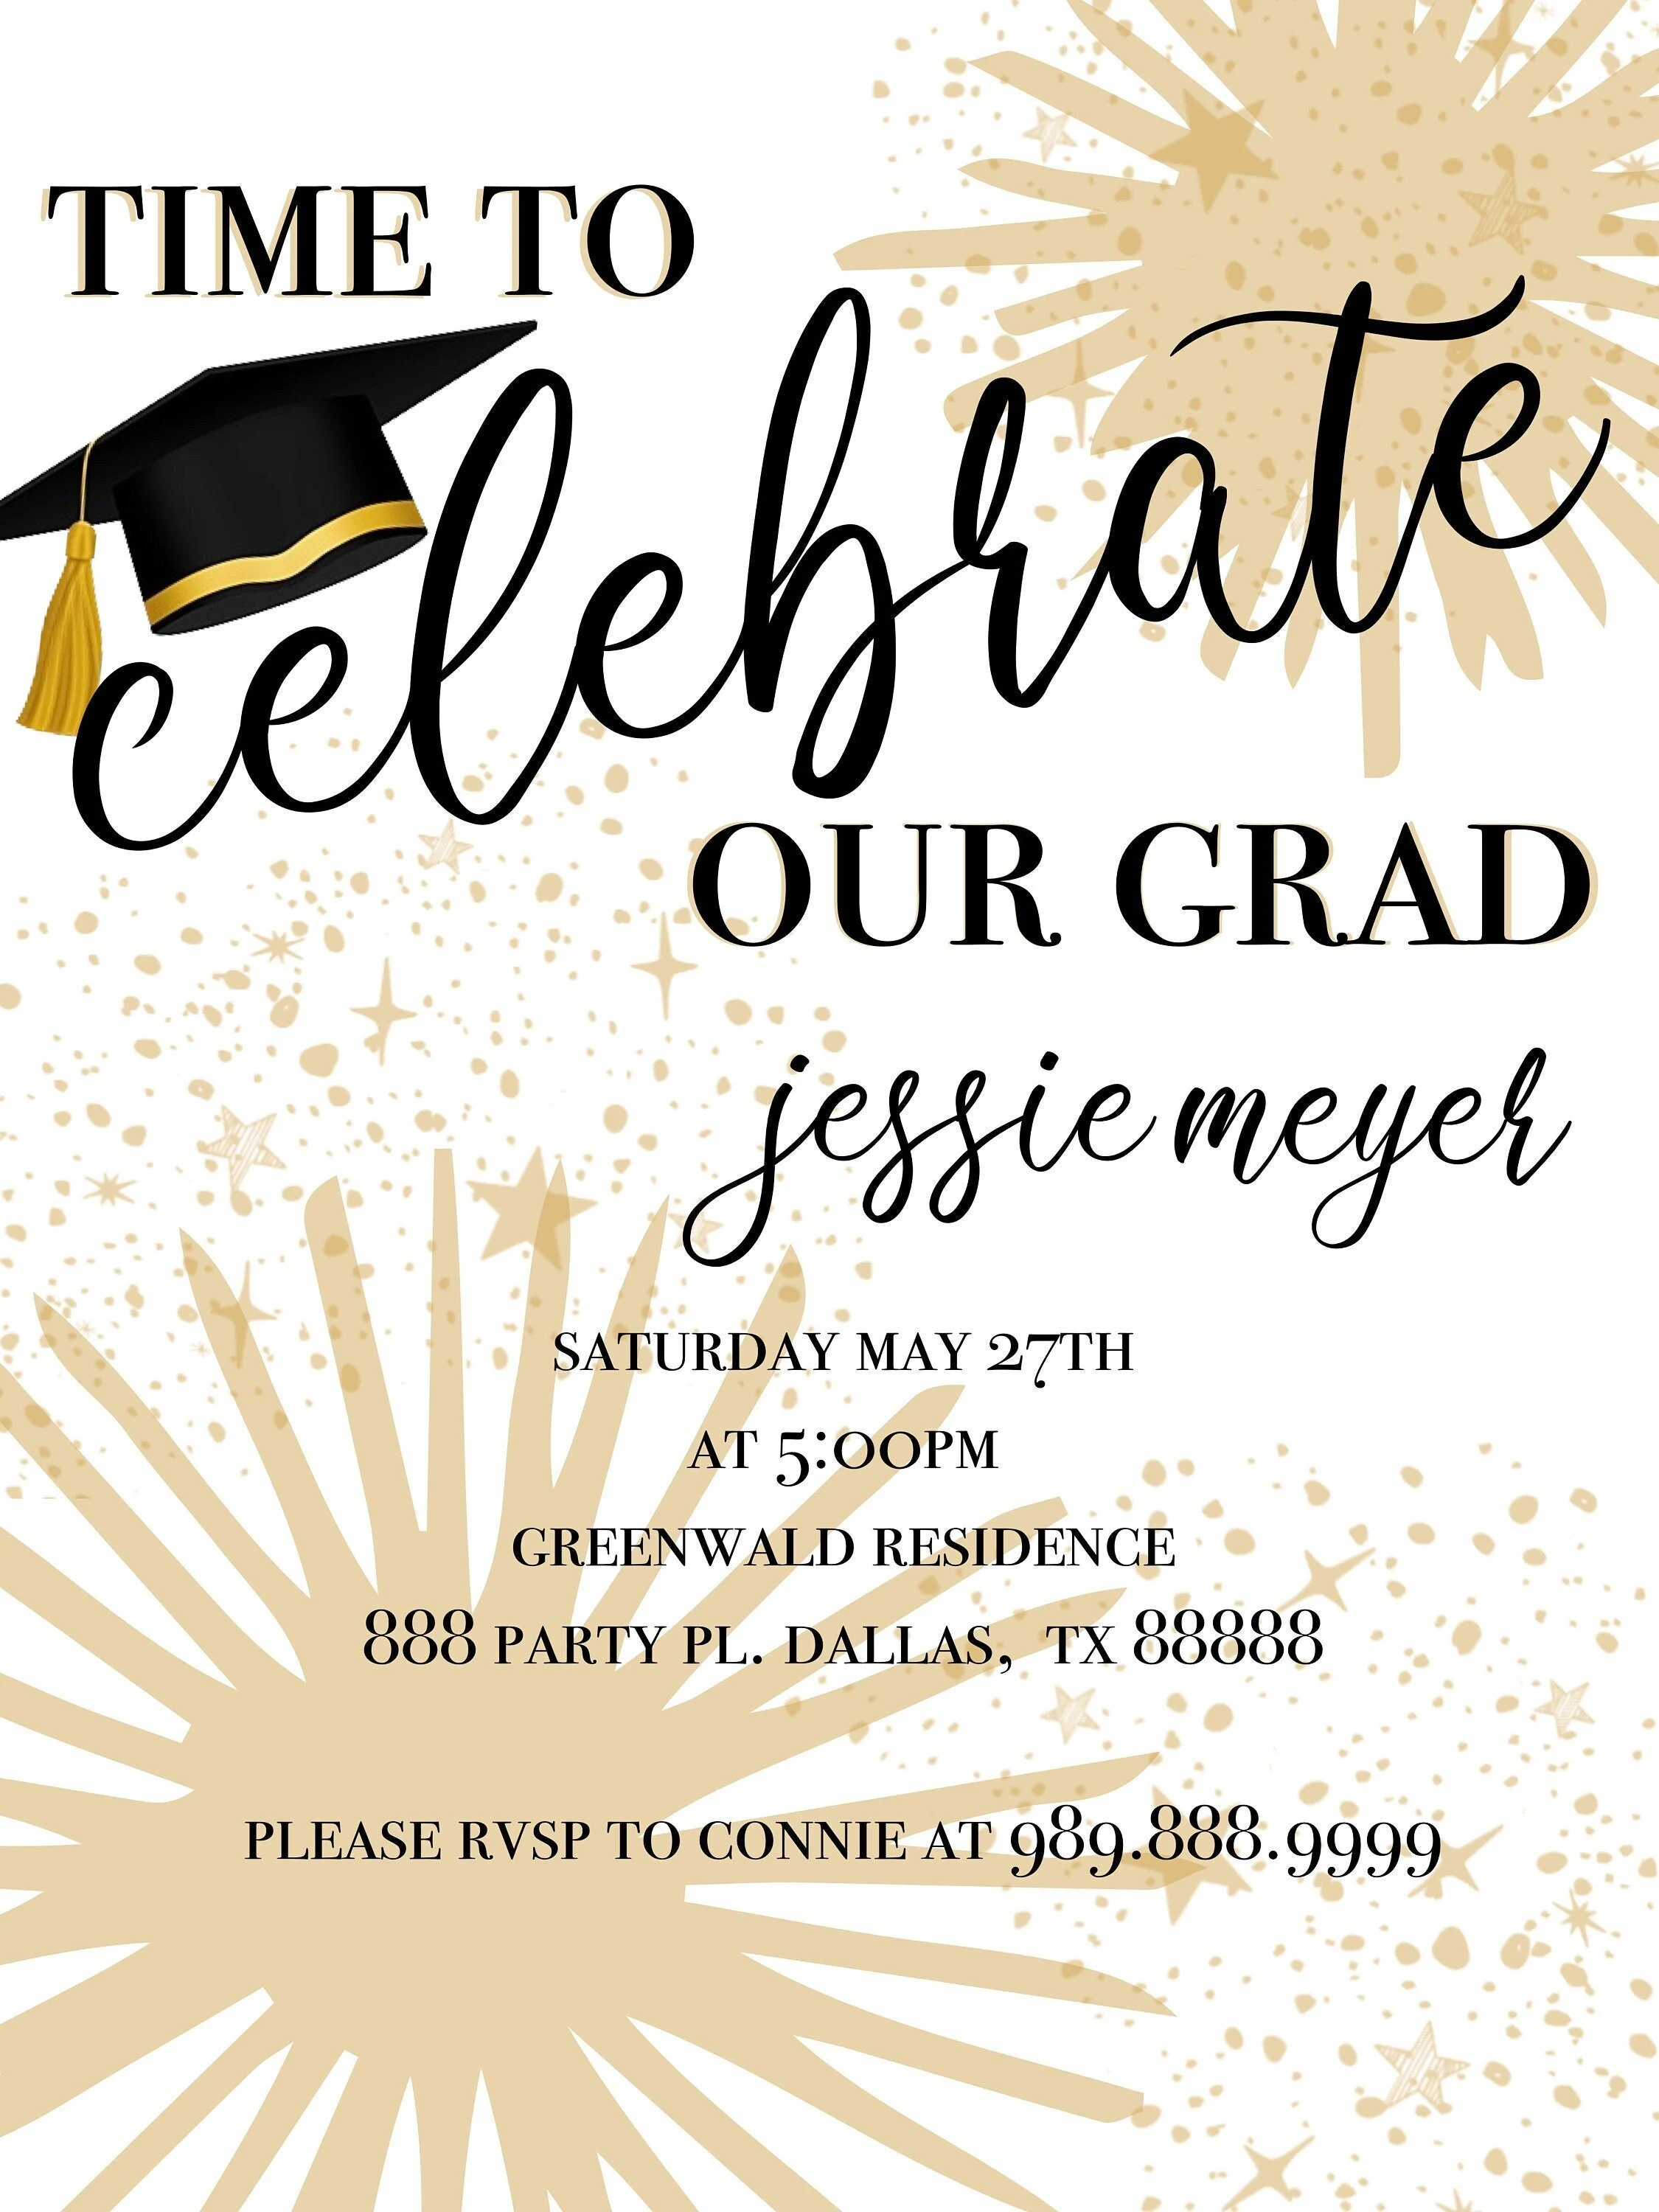 TIME TO
celebrate
OUR GRAD
jessie meyer
SATURDAY MAY 27TH
AT 5:00PM
GREENWALD RESIDENCE
888 PARTY PL. DALLAS, TX 88888
PLEASE RVSP TO CONNIE AT 989.888.9999